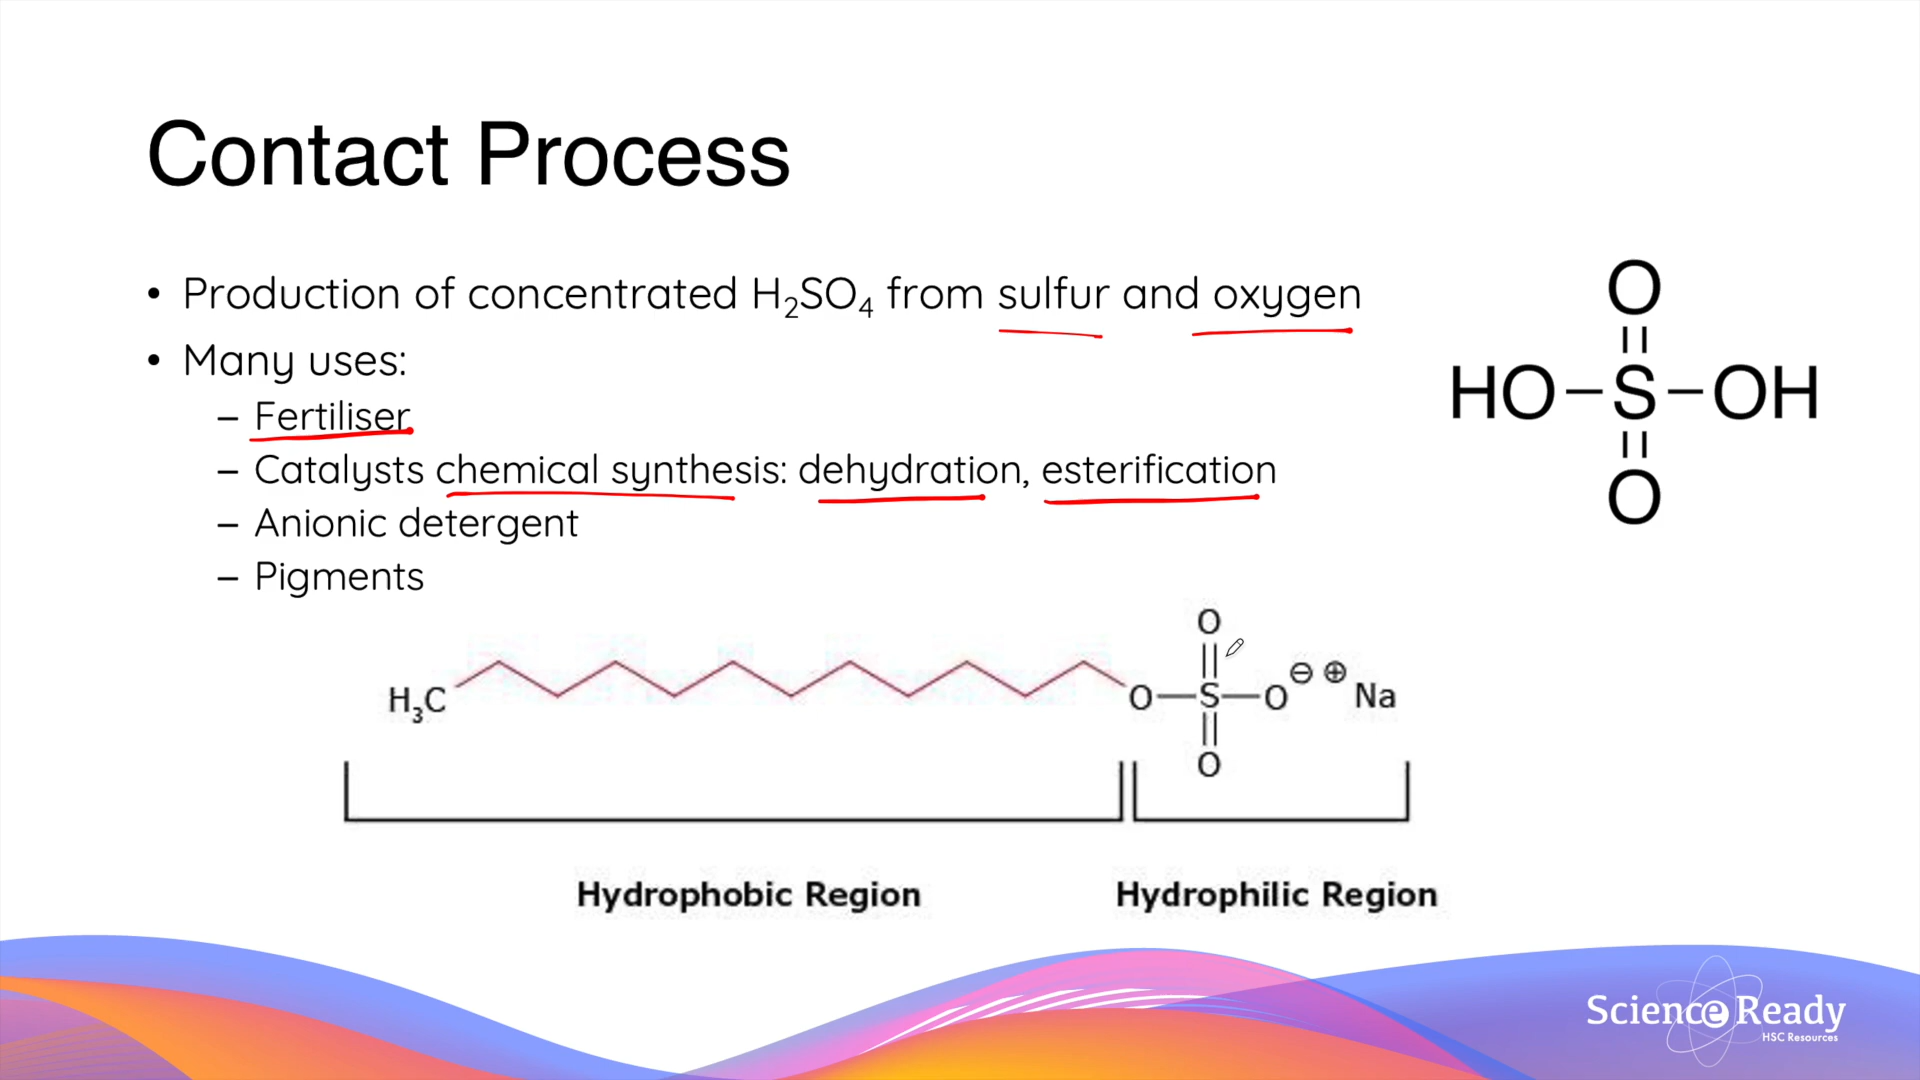 Contact Process
• Production of concentrated H₂SO₄ from sulfur and oxygen
• Many uses:
– Fertiliser
– Catalysts chemical synthesis: dehydration, esterification
– Anionic detergent
– Pigments
O
HO–S–OH
O
O
H₃C O–S–O⊖ ⊕Na
O
Hydrophobic Region Hydrophilic Region
Science Ready
HSC Resources